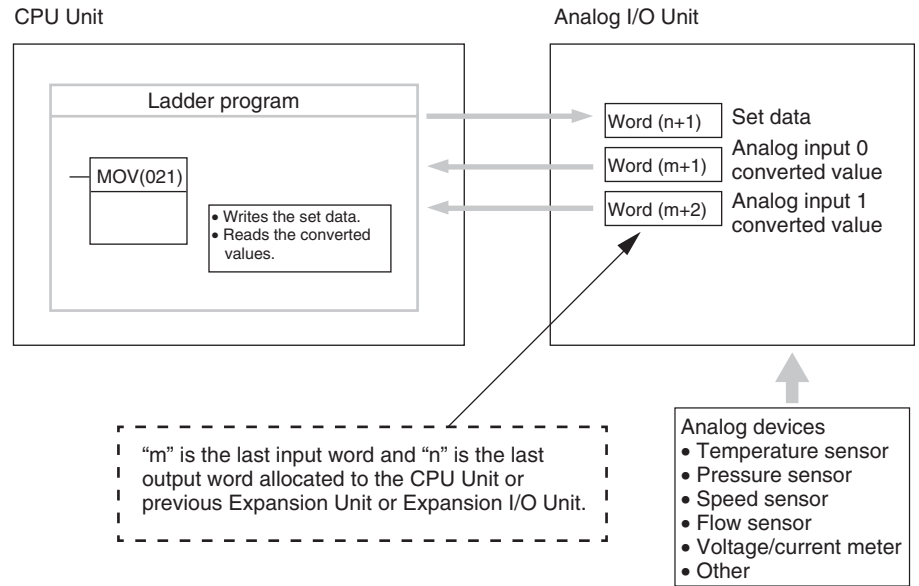 CPU Unit
Analog I/O Unit
Ladder program
MOV(021)
• Writes the set data.
• Reads the converted
values.
Word (n+1)
Set data
Word (m+1)
Analog input 0
converted value
Word (m+2)
Analog input 1
converted value
“m” is the last input word and “n” is the last
output word allocated to the CPU Unit or
previous Expansion Unit or Expansion I/O Unit.
Analog devices
• Temperature sensor
• Pressure sensor
• Speed sensor
• Flow sensor
• Voltage/current meter
• Other